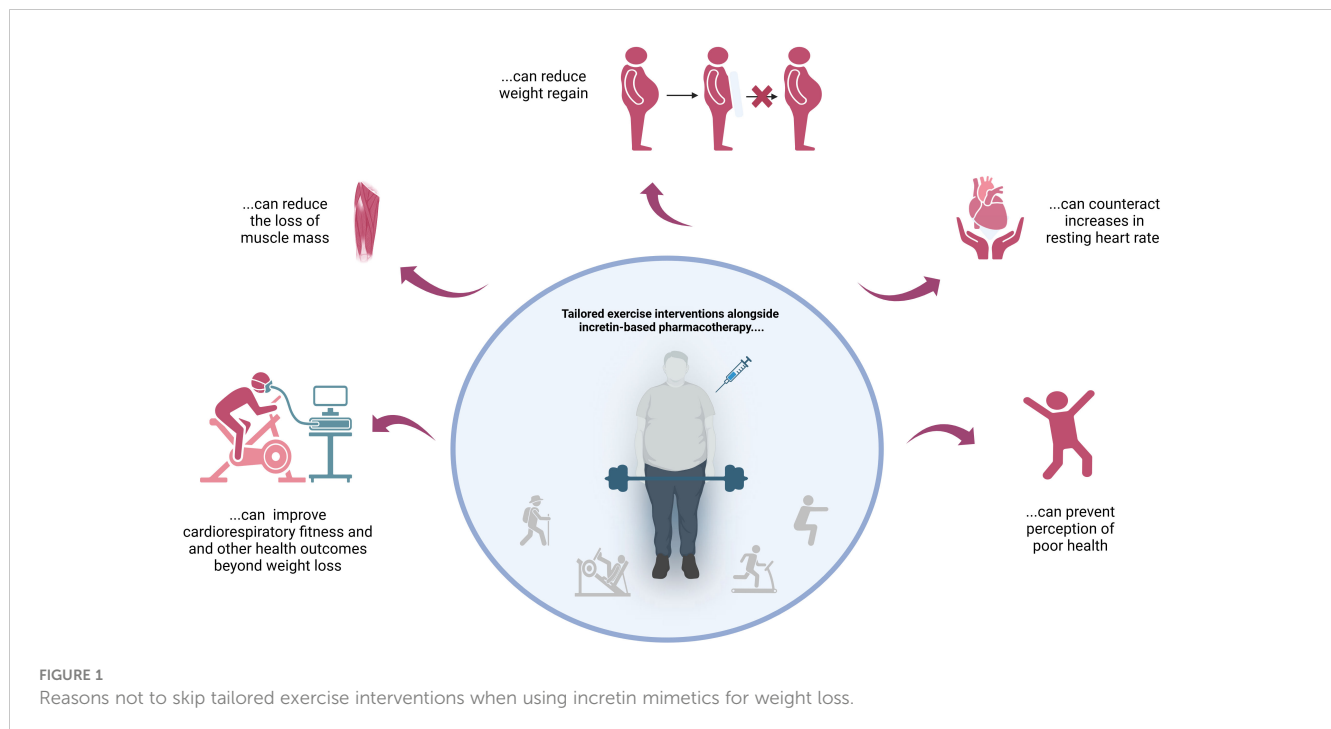 ...can reduce
weight regain
...can reduce
the loss of
muscle mass
...can counteract
increases in
resting heart rate
Tailored exercise interventions alongside
incretin-based pharmacotherapy....
...can  improve
cardiorespiratory fitness and
and other health outcomes
beyond weight loss
...can prevent
perception of
poor health
FIGURE 1
Reasons not to skip tailored exercise interventions when using incretin mimetics for weight loss.